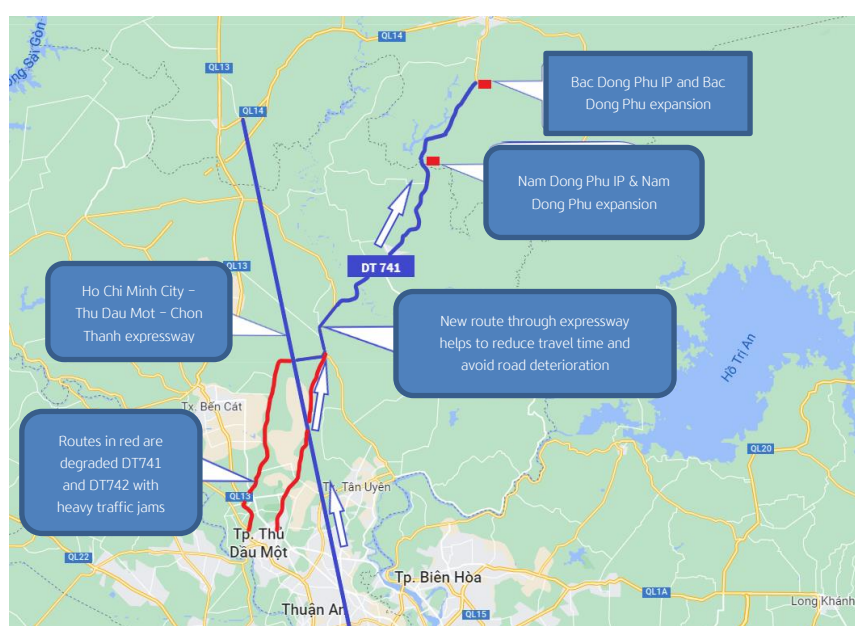 QL14
QL14
QL13
ông Sài Gòn
Bac Dong Phu IP and Bac
Dong Phu expansion
QL14
Nam Dong Phu IP & Nam
Dong Phu expansion
QL13
DT 741
Ho Chi Minh City –
Thu Dau Mot – Chon
Thanh expressway
New route through expressway
helps to reduce travel time and
avoid road deterioration
Hồ Trị An
Tx. Bến Cát
Routes in red are
degraded DT741
and DT742 with
heavy traffic jams
QL20
Tân Uyên
QL13
Tp. Thủ
Dầu Một
QL22
Tp. Biên Hòa
QL1A
Long Khánh
Thuận An
QL15